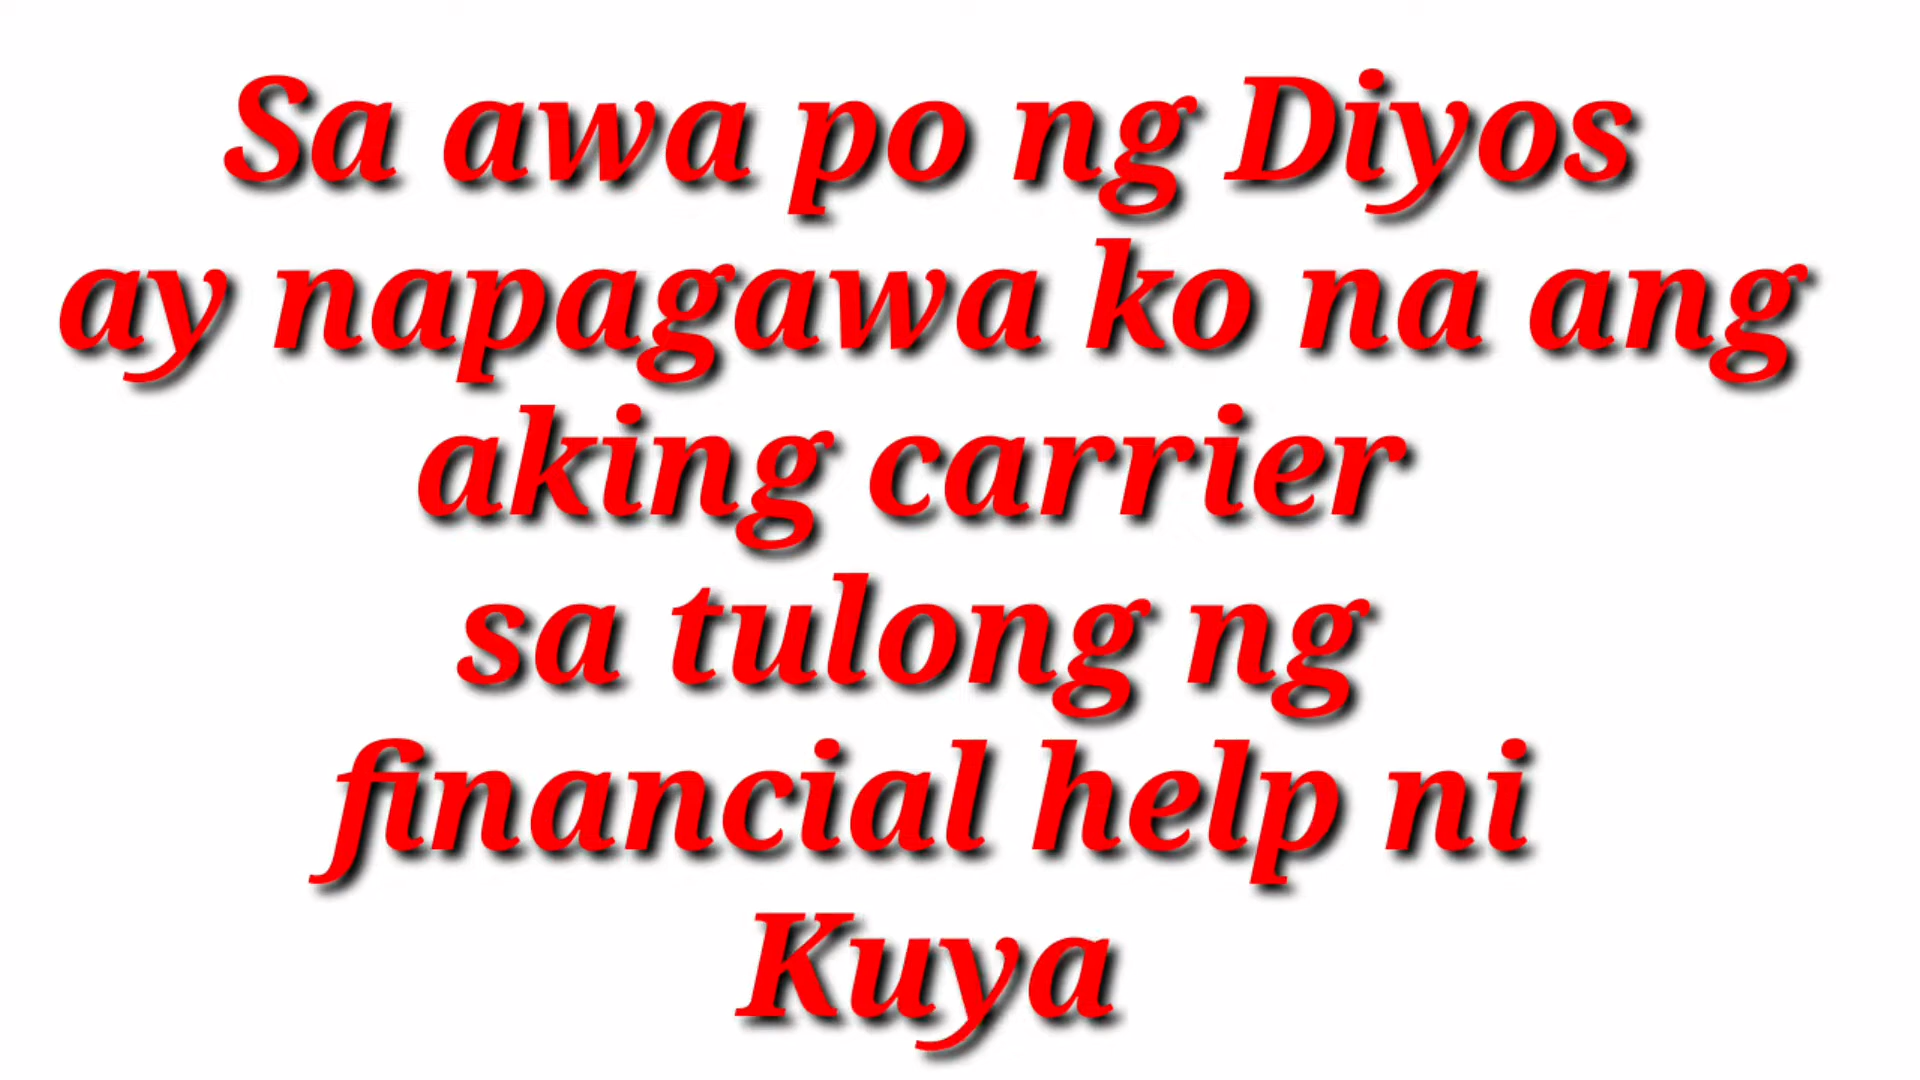 Sa awa po ng Diyos
ay napagawa ko na ang
aking carrier
sa tulong ng
financial help ni
Kuya